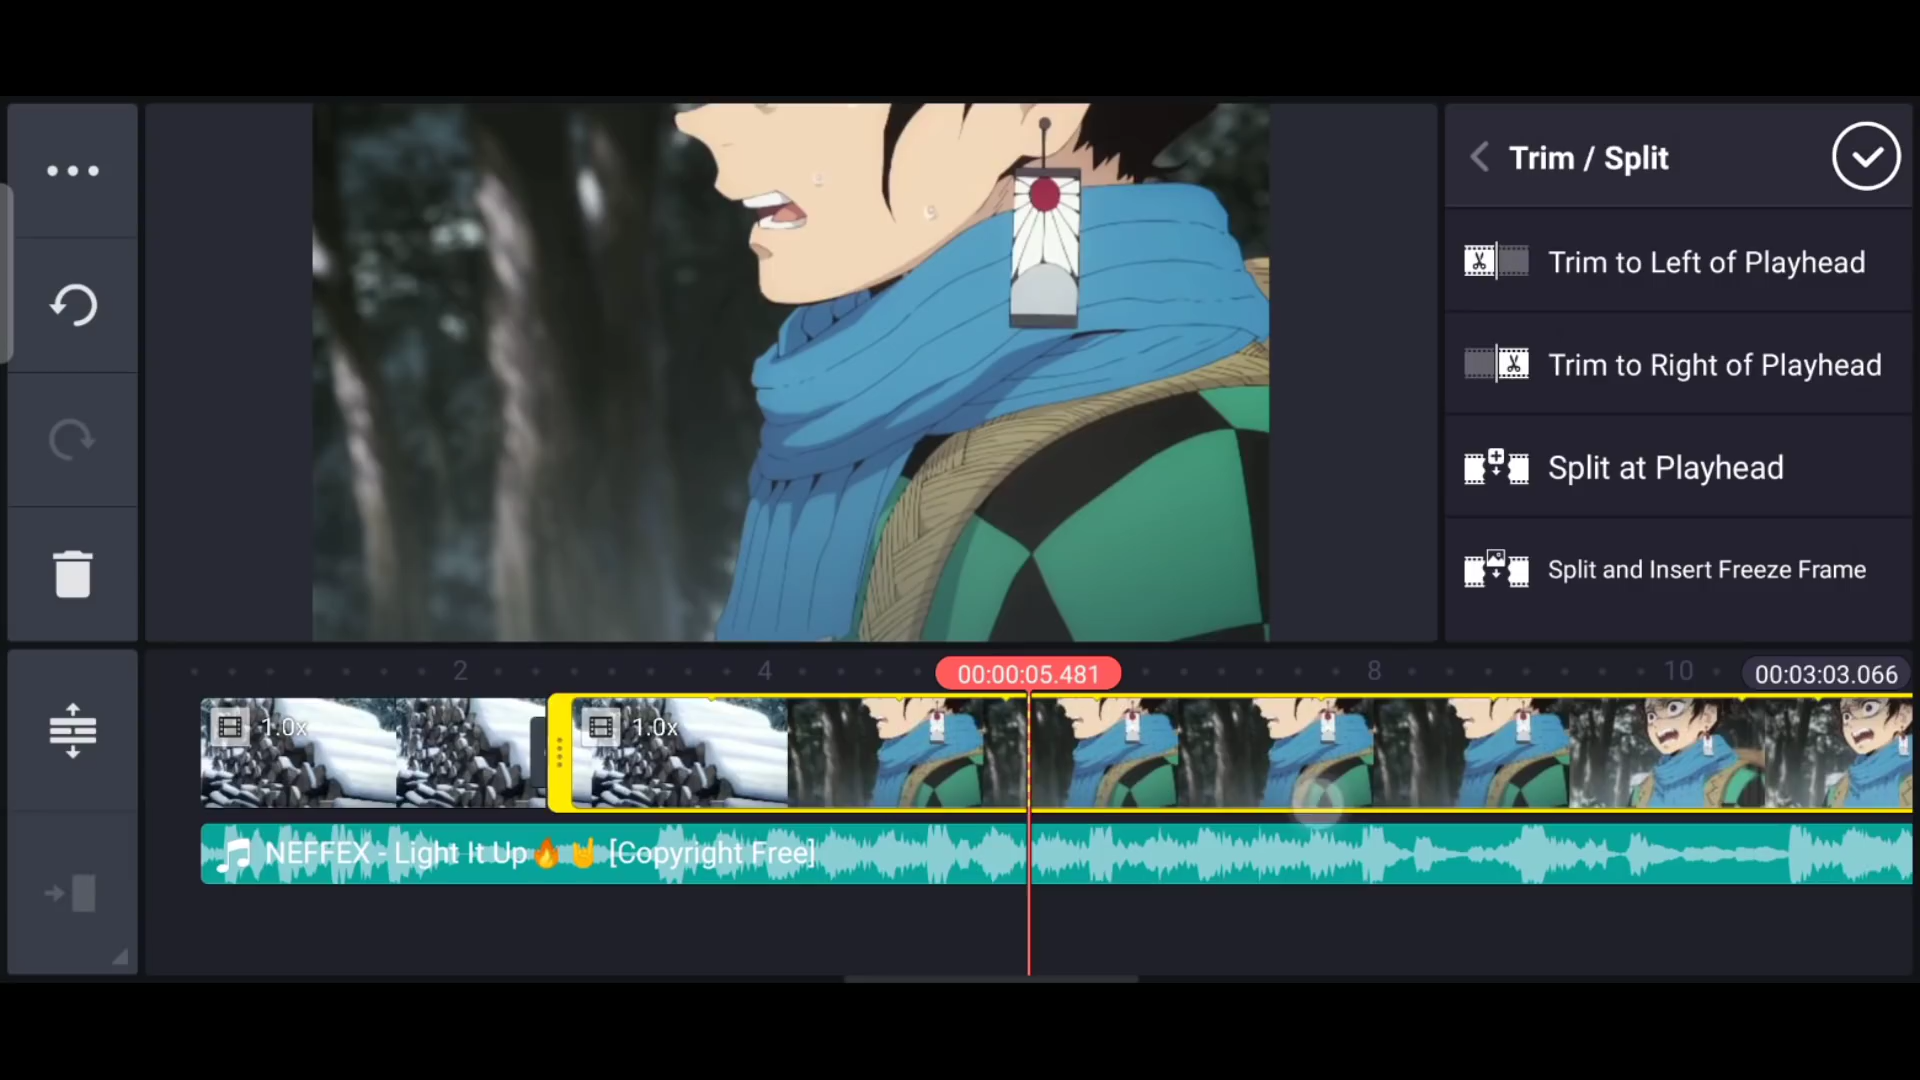 Trim / Split
Trim to Left of Playhead
Trim to Right of Playhead
Split at Playhead
Split and Insert Freeze Frame
2
4
00:00:05.481
8
10
00:03:03.066
1.0x
1.0x
NEFFEX - Light It Up🔥🤘 [Copyright Free]